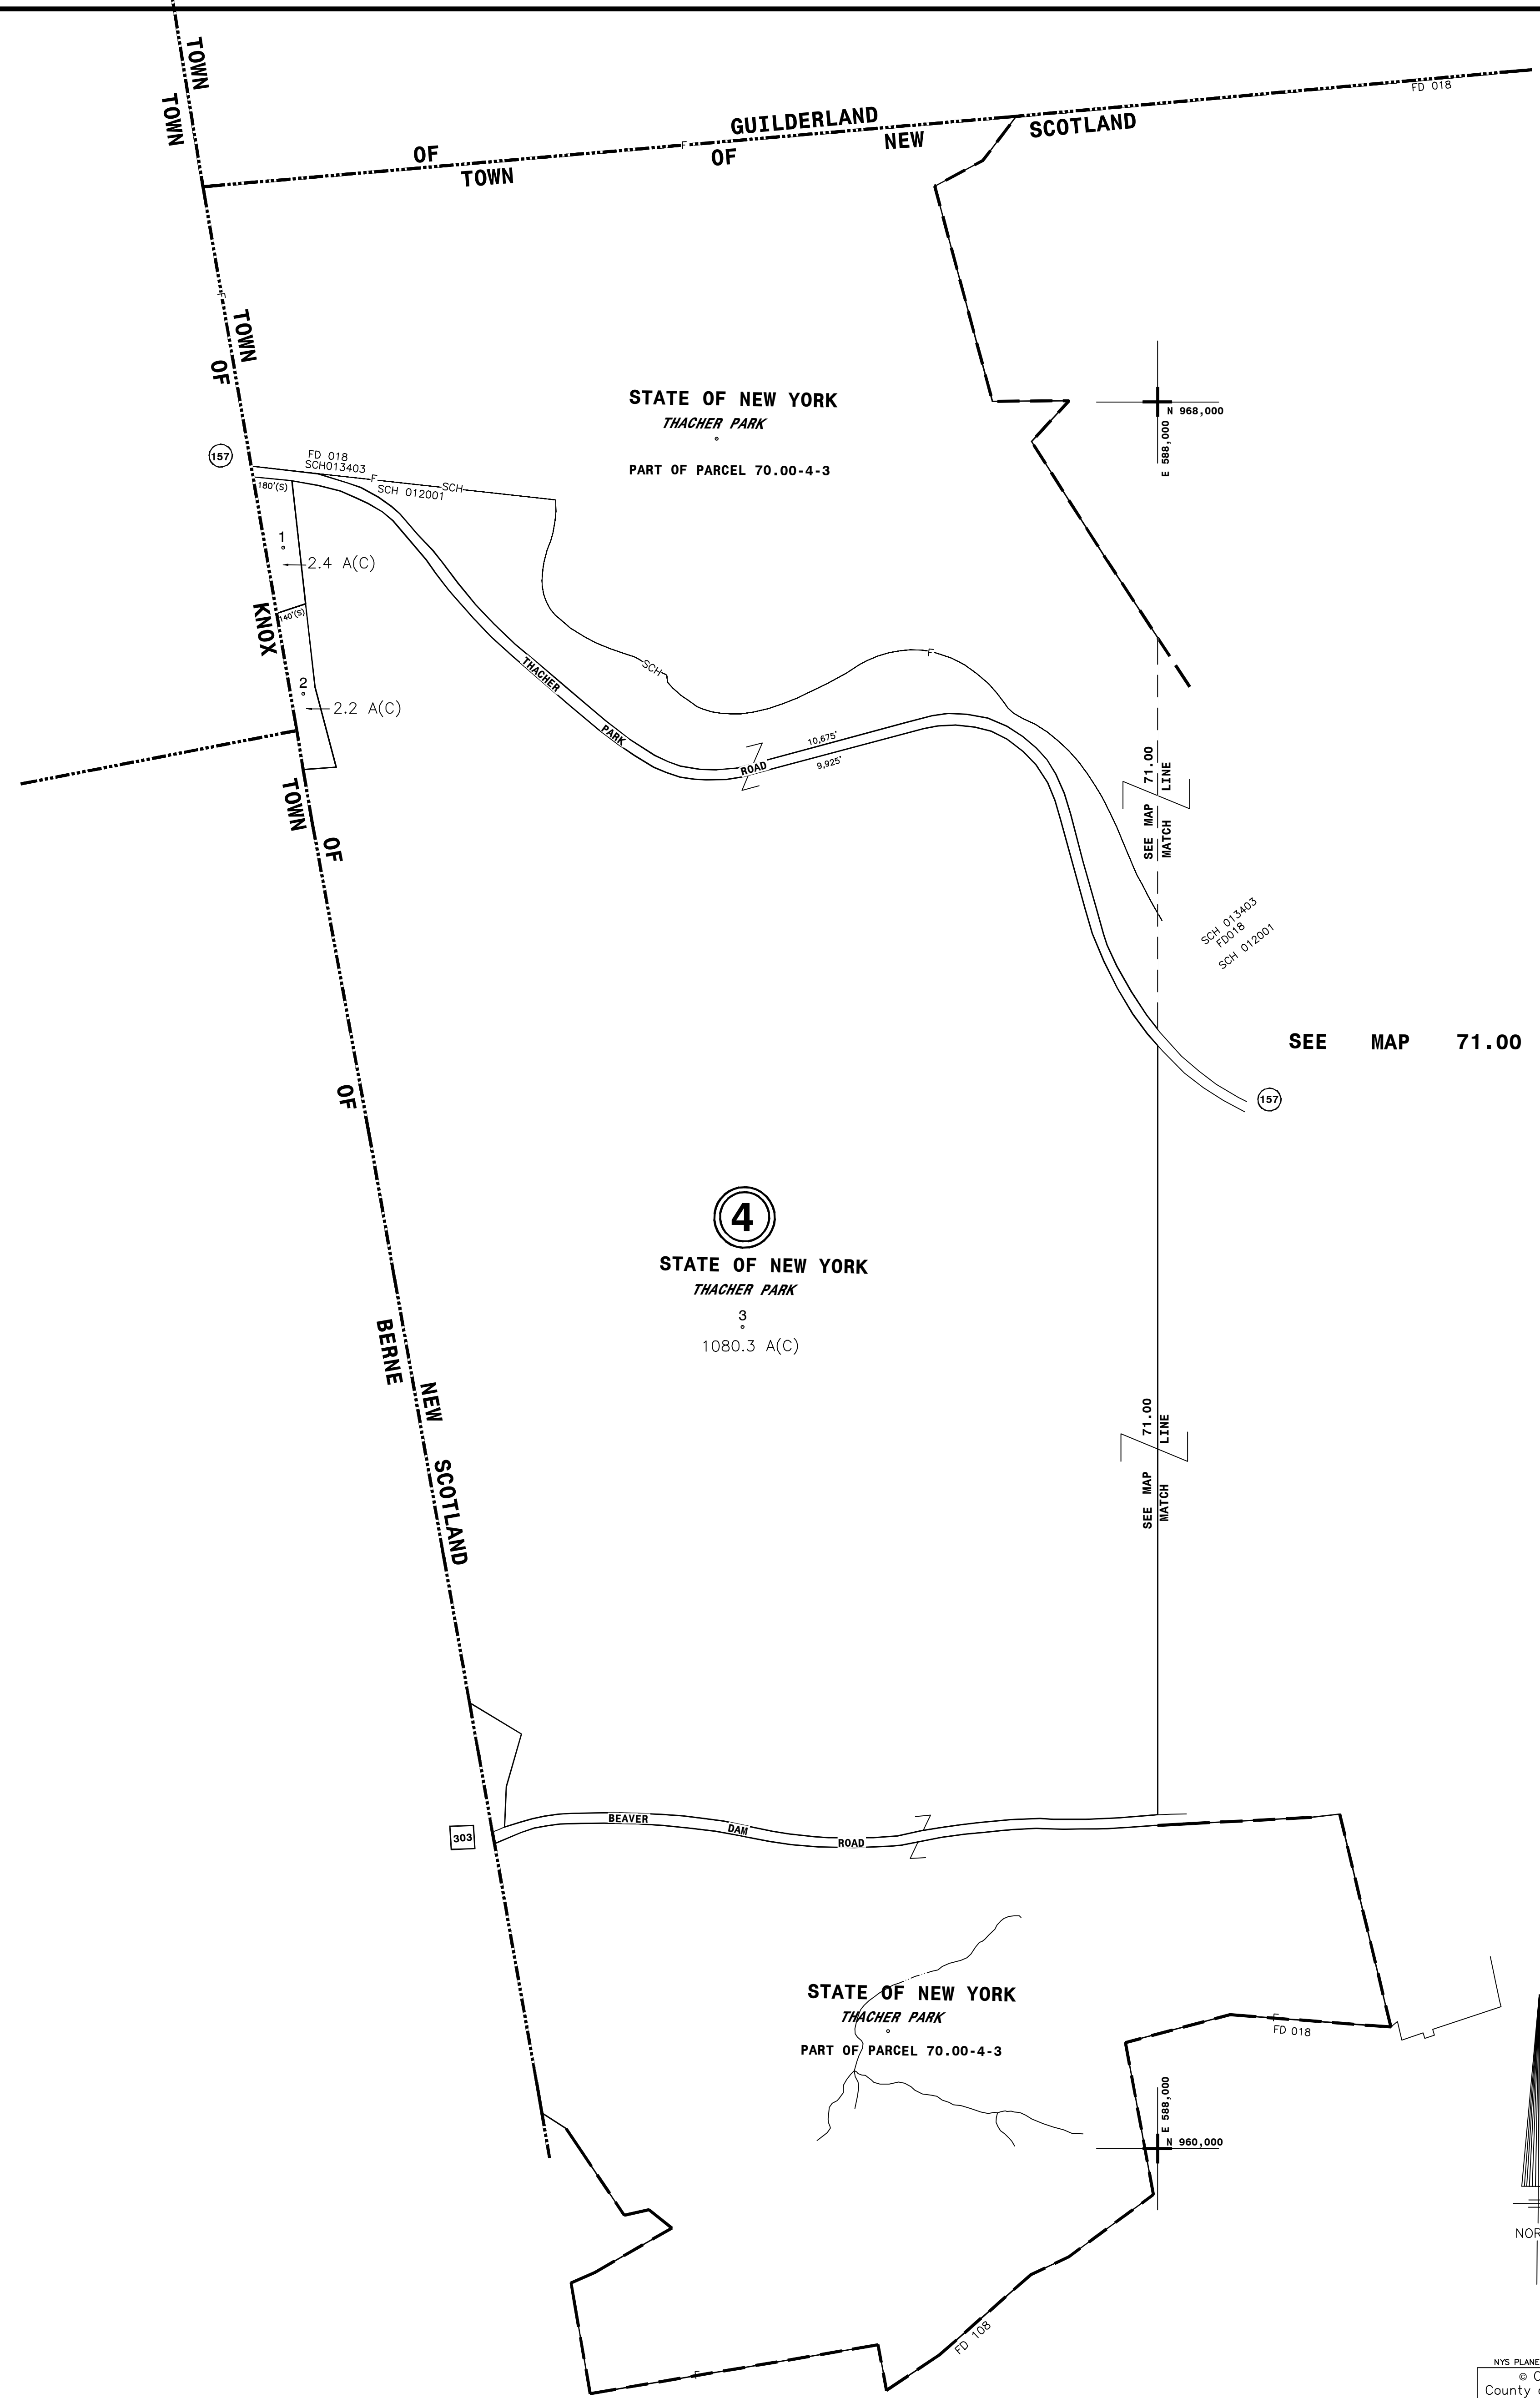 TOWN
TOWN
FD 018
GUILDERLAND
SCOTLAND
OF
OF
NEW
TOWN
F
F
TOWN
OF
STATE OF NEW YORK
THACHER PARK
PART OF PARCEL 70.00-4-3
N 968,000
E 588,000
157
FD 018
SCH013403
F
SCH
SCH 012001
180'(S)
1
2.4 A(C)
140'(S)
KNOX
2
2.2 A(C)
SCH
F
THACHER
PARK
ROAD
10,675'
9,925'
SEE MAP 71.00
MATCH LINE
TOWN
OF
SCH 013403
FD018
SCH 012001
SEE MAP 71.00
157
OF
4
STATE OF NEW YORK
THACHER PARK
3
1080.3 A(C)
BERNE
NEW
SCOTLAND
SEE MAP 71.00
MATCH LINE
303
BEAVER
DAM
ROAD
STATE OF NEW YORK
THACHER PARK
PART OF PARCEL 70.00-4-3
F
FD 018
E 588,000
N 960,000
FD 108
F
NOR
NYS PLANE
© C
County